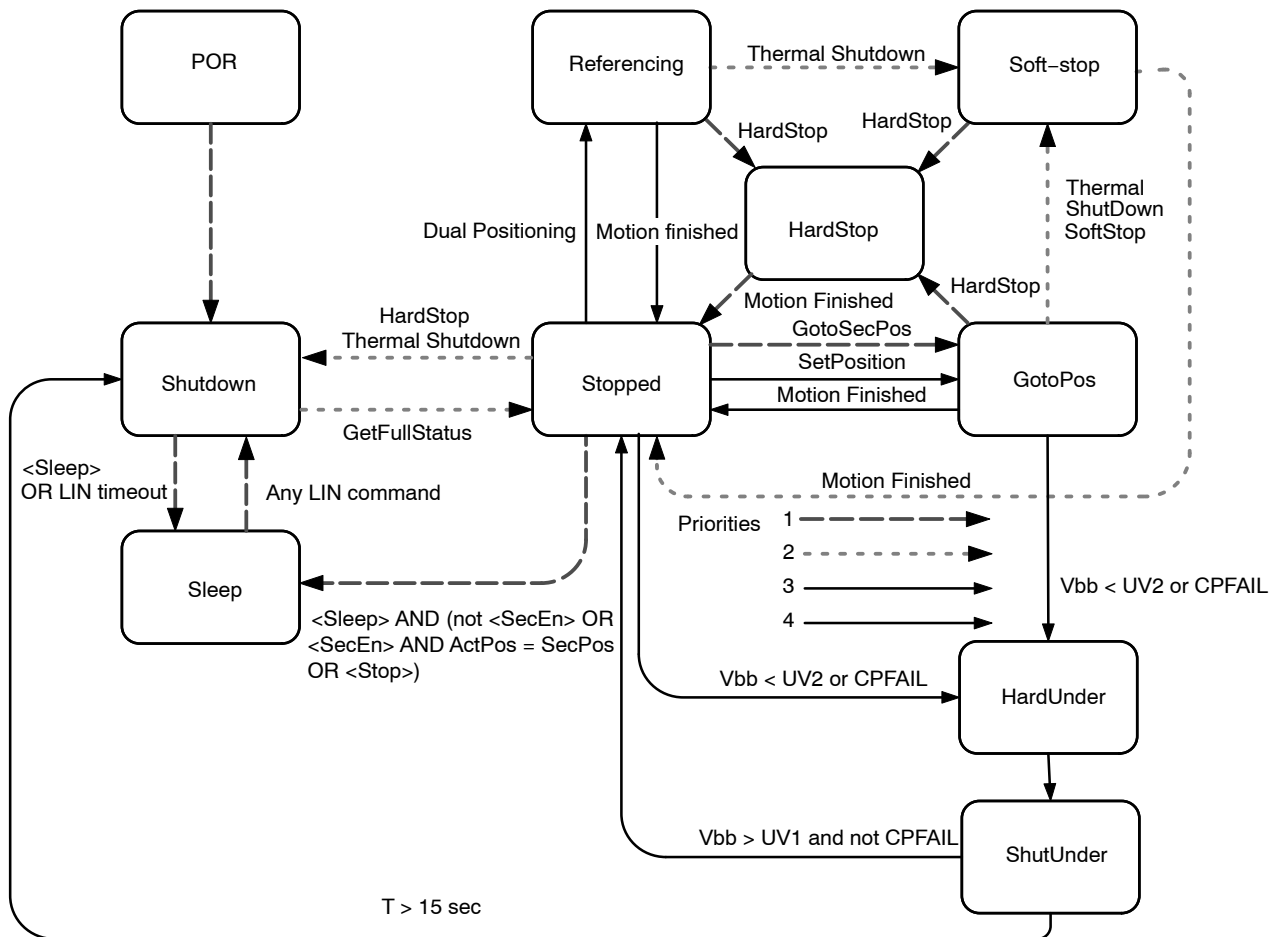 POR
Referencing
Thermal Shutdown
Soft−stop
HardStop
HardStop
Thermal
ShutDown
SoftStop
Dual Positioning
Motion finished
HardStop
HardStop
Motion Finished
HardStop
Thermal Shutdown
GotoSecPos
SetPosition
Motion Finished
Shutdown
Stopped
GotoPos
GetFullStatus
<Sleep>
OR LIN timeout
Any LIN command
Motion Finished
Priorities
1
2
3
4
Sleep
Vbb < UV2 or CPFAIL
<Sleep> AND (not <SecEn> OR
<SecEn> AND ActPos = SecPos
OR <Stop>)
Vbb < UV2 or CPFAIL
HardUnder
Vbb > UV1 and not CPFAIL
ShutUnder
T > 15 sec